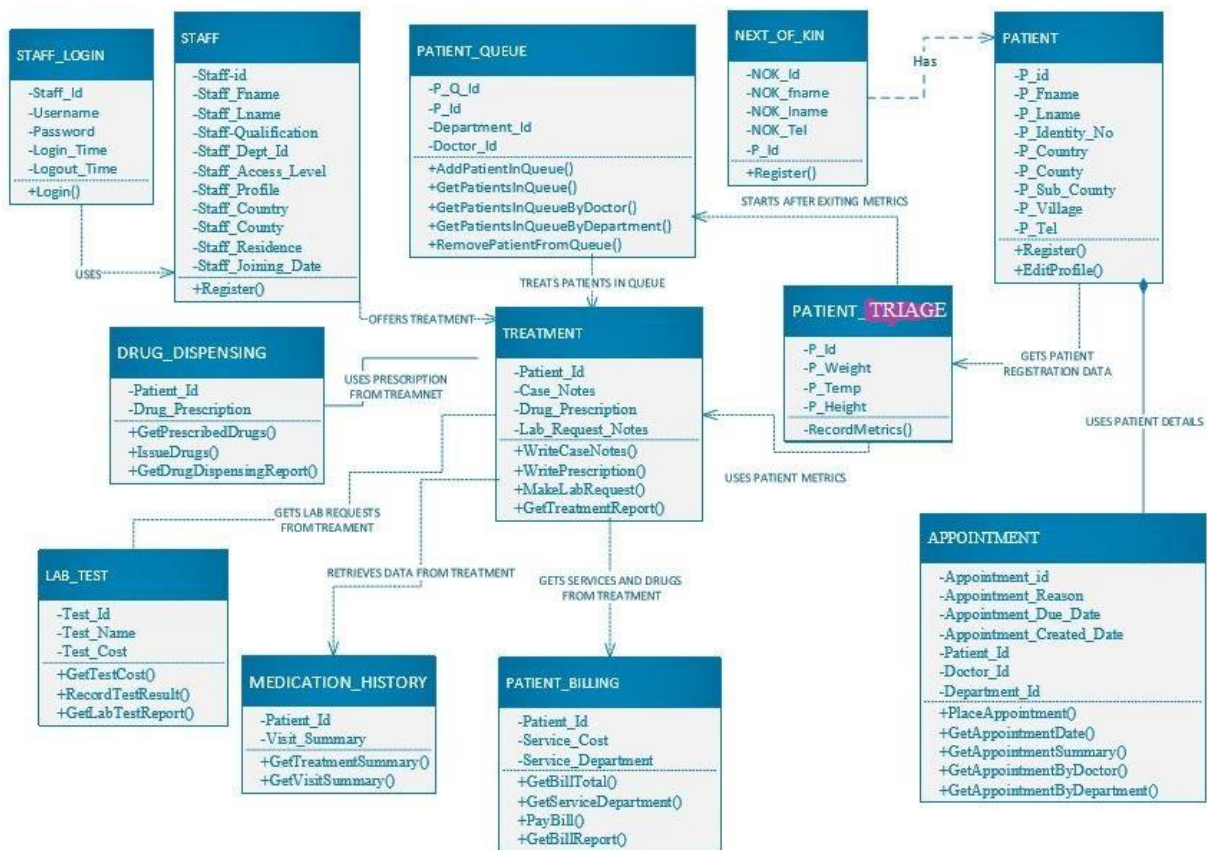 STAFF_LOGIN
-Staff_Id
-Username
-Password
-Login_Time
-Logout_Time
+Login()
USES
STAFF
-Staff-id
-Staff_Fname
-Staff_Lname
-Staff-Qualification
-Staff_Dept_Id
-Staff_Access_Level
-Staff_Profile
-Staff_Country
-Staff_County
-Staff_Residence
-Staff_Joining_Date
+Register()
OFFERS TREATMENT
PATIENT_QUEUE
-P_Q_Id
-P_Id
-Department_Id
-Doctor_Id
+AddPatientInQueue()
+GetPatientsInQueue()
+GetPatientsInQueueByDoctor()
+GetPatientsInQueueByDepartment()
+RemovePatientFromQueue()
TREATS PATIENTS IN QUEUE
NEXT_OF_KIN
-NOK_Id
-NOK_fname
-NOK_lname
-NOK_Tel
-P_Id
+Register()
Has
STARTS AFTER EXITING METRICS
PATIENT
-P_id
-P_Fname
-P_Lname
-P_Identity_No
-P_Country
-P_County
-P_Sub_County
-P_Village
-P_Tel
+Register()
+EditProfile()
GETS PATIENT
REGISTRATION DATA
USES PATIENT DETAILS
PATIENT_TRIAGE
-P_Id
-P_Weight
-P_Temp
-P_Height
-RecordMetrics()
USES PATIENT METRICS
DRUG_DISPENSING
-Patient_Id
-Drug_Prescription
+GetPrescribedDrugs()
+IssueDrugs()
+GetDrugDispensingReport()
USES PRESCRIPTION
FROM TREAMNET
TREATMENT
-Patient_Id
-Case_Notes
-Drug_Prescription
-Lab_Request_Notes
+WriteCaseNotes()
+WritePrescription()
+MakeLabRequest()
+GetTreatmentReport()
GETS LAB REQUESTS
FROM TREAMENT
RETRIEVES DATA FROM TREATMENT
GETS SERVICES AND DRUGS
FROM TREATMENT
LAB_TEST
-Test_Id
-Test_Name
-Test_Cost
+GetTestCost()
+RecordTestResult()
+GetLabTestReport()
MEDICATION_HISTORY
-Patient_Id
-Visit_Summary
+GetTreatmentSummary()
+GetVisitSummary()
PATIENT_BILLING
-Patient_Id
-Service_Cost
-Service_Department
+GetBillTotal()
+GetServiceDepartment()
+PayBill()
+GetBillReport()
APPOINTMENT
-Appointment_id
-Appointment_Reason
-Appointment_Due_Date
-Appointment_Created_Date
-Patient_Id
-Doctor_Id
-Department_Id
+PlaceAppointment()
+GetAppointmentDate()
+GetAppointmentSummary()
+GetAppointmentByDoctor()
+GetAppointmentByDepartment()